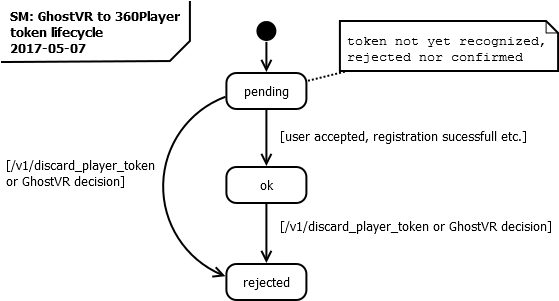 SM: GhostVR to 360Player
token lifecycle
2017-05-07
token not yet recognized,
rejected nor confirmed
pending
[user accepted, registration sucessfull etc.]
[/v1/discard_player_token
or GhostVR decision]
ok
[/v1/discard_player_token or GhostVR decision]
rejected